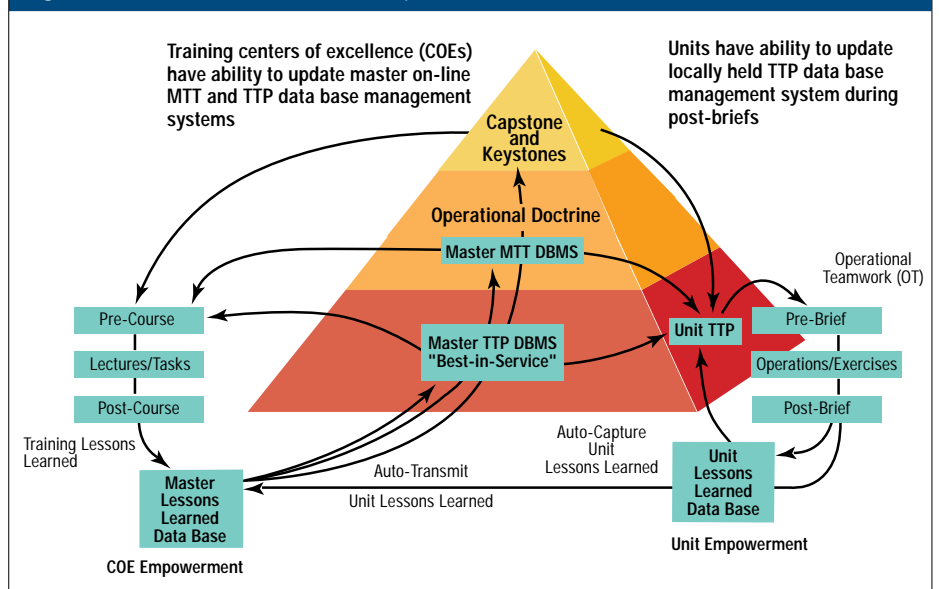 Training centers of excellence (COEs)
have ability to update master on-line
MTT and TTP data base management
systems
Units have ability to update
locally held TTP data base
management system during
post-briefs
Capstone
and
Keystones
Operational Doctrine
Master MTT DBMS
Operational
Teamwork (OT)
Pre-Course
Lectures/Tasks
Post-Course
Master TTP DBMS
"Best-in-Service"
Unit TTP
Pre-Brief
Operations/Exercises
Post-Brief
Training Lessons
Learned
Auto-Capture
Unit
Lessons Learned
Auto-Transmit
Unit Lessons Learned
Master
Lessons
Learned
Data Base
Unit
Lessons
Learned
Data Base
COE Empowerment
Unit Empowerment